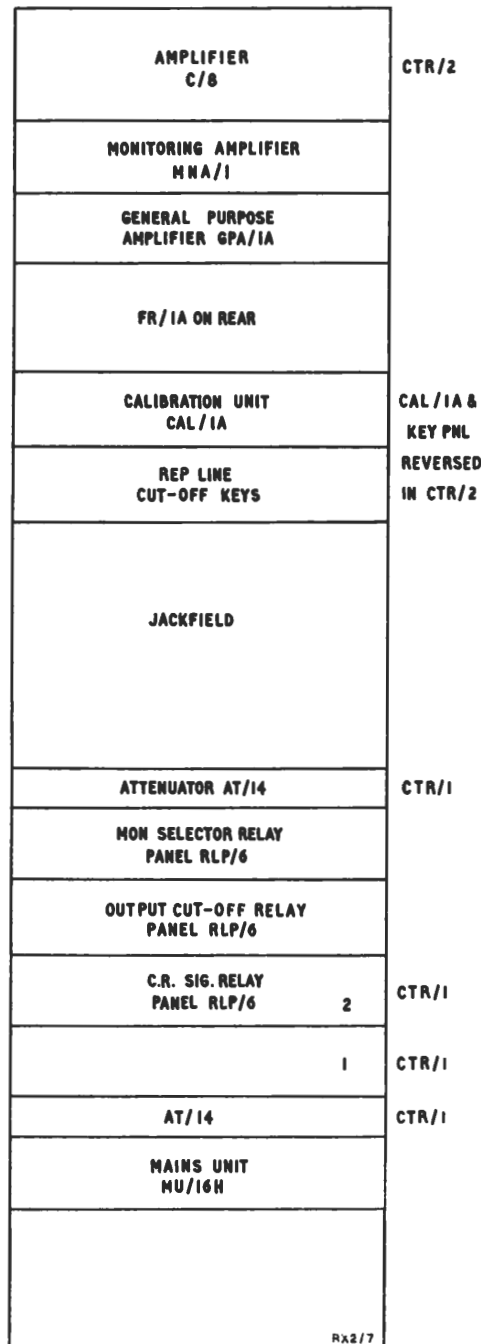 AMPLIFIER
C/8
CTR/2
MONITORING AMPLIFIER
MNA/1
GENERAL PURPOSE
AMPLIFIER GPA/1A
FR/1A ON REAR
CALIBRATION UNIT
CAL/1A
CAL/1A &
KEY PNL
REVERSED
IN CTR/2
REP LINE
CUT-OFF KEYS
JACKFIELD
ATTENUATOR AT/14
CTR/1
MON SELECTOR RELAY
PANEL RLP/6
OUTPUT CUT-OFF RELAY
PANEL RLP/6
C.R. SIG. RELAY
PANEL RLP/6 2
CTR/1
1
CTR/1
AT/14
CTR/1
MAINS UNIT
MU/16H
RX2/7